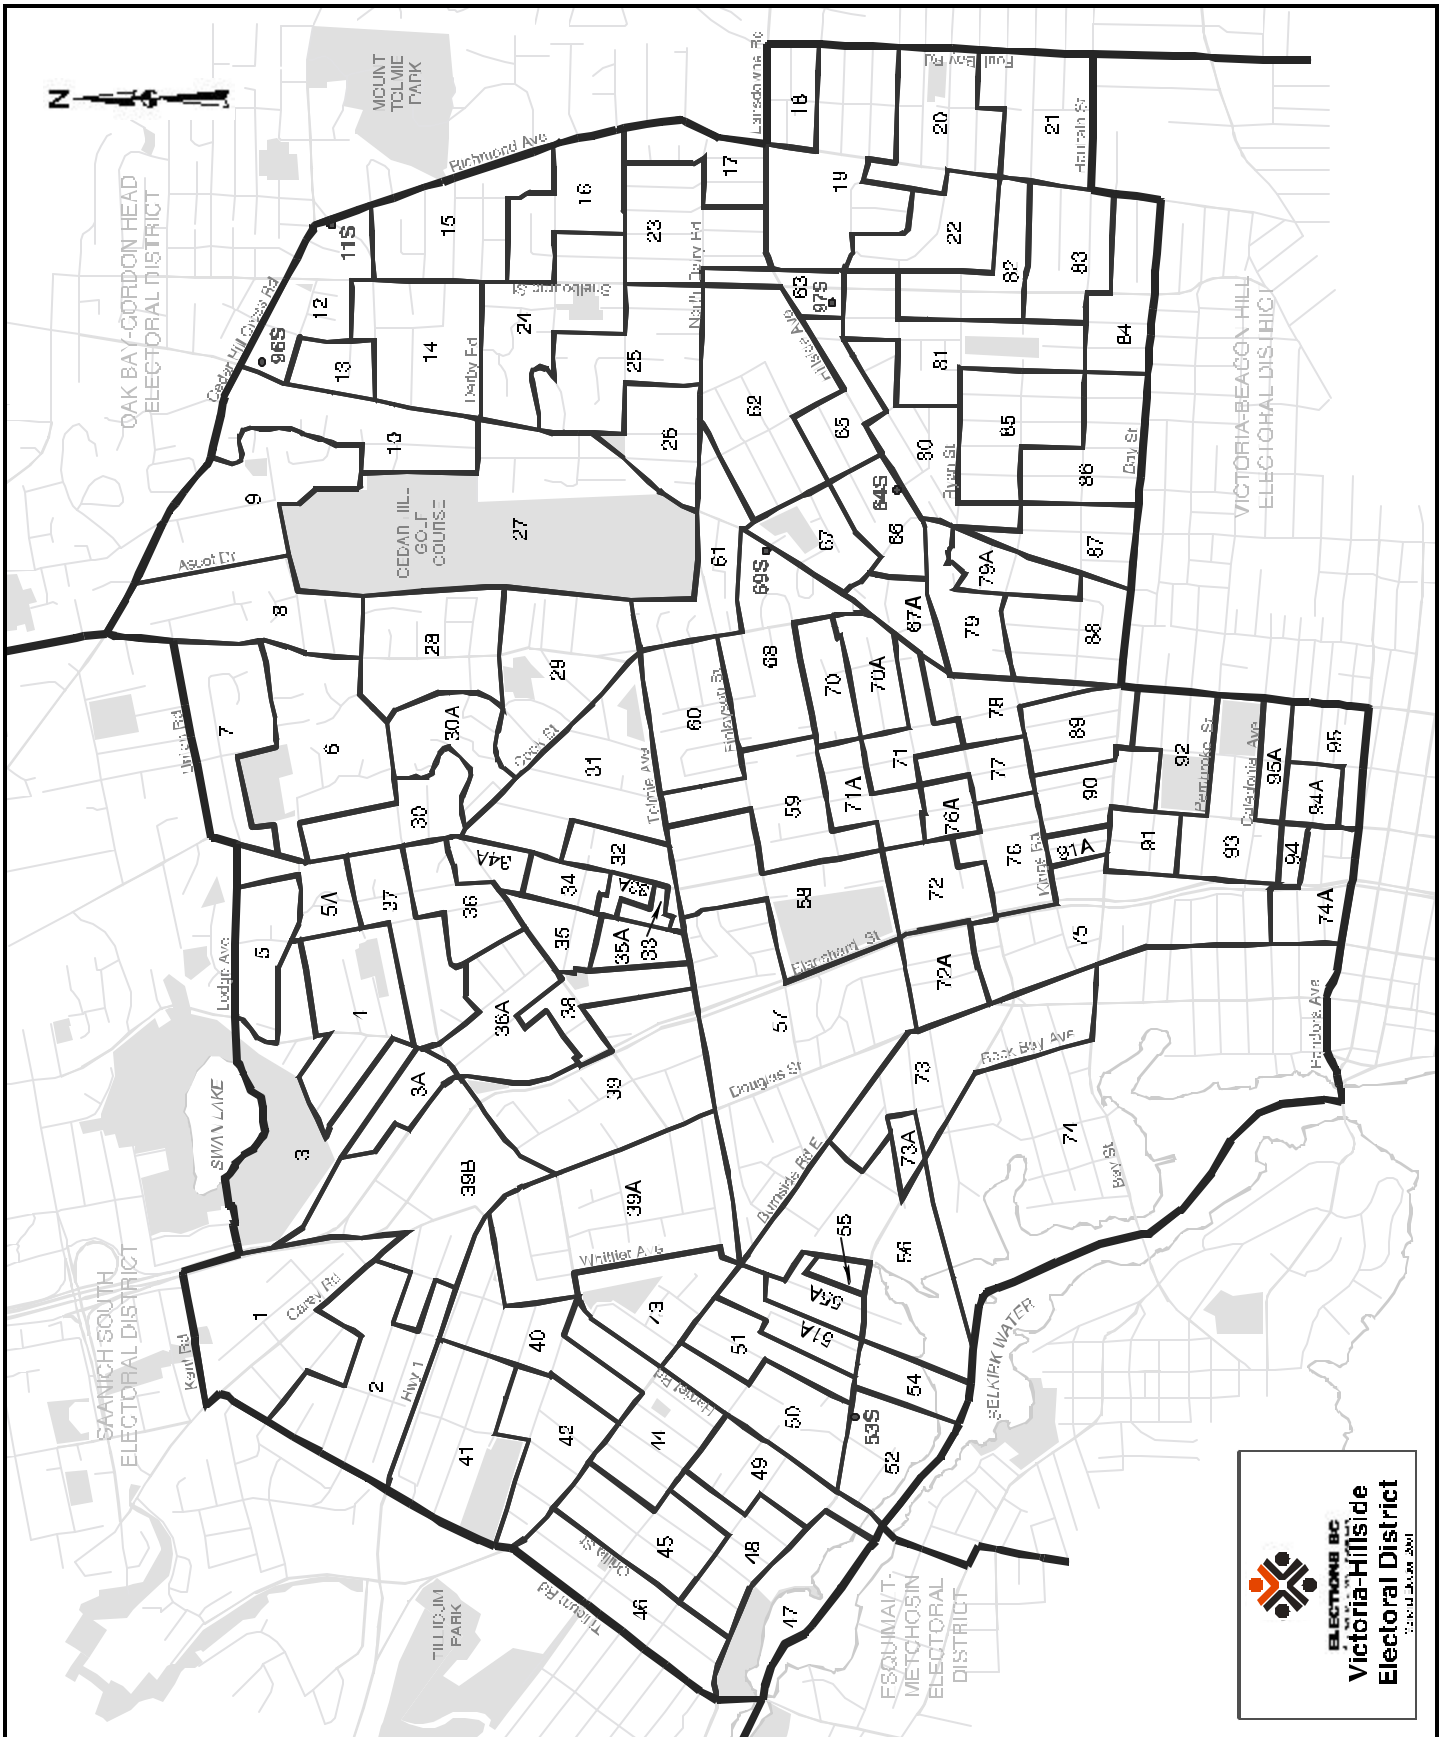 N
MOUNT
TOLMIE
PARK
OAK BAY-GORDON HEAD
ELECTORAL DISTRICT
Richmond Ave
Lansdowne Rd
18
20
21
17
19
16
15
11S
23
22
82
83
12
96S
13
14
Derby Rd
24
25
63
97S
Hillside Ave
81
84
Cedar Hill Cross Rd
10
9
26
62
65
80
85
86
Bay St
VICTORIA-BEACON HILL
ELECTORAL DISTRICT
CEDAR HILL
GOLF
COURSE
27
61
67
64S
66
69S
79A
87
Ascot Dr
8
28
29
68
67A
79
88
70
70A
7
6
30A
Cook St
31
60
Finlayson St
Tolmie Ave
71
71A
78
77
89
92
Pembroke St
Caledonia Ave
95A
95
30
59
76A
76
90
94A
34A
32
34
58
72
Kings Rd
91A
91
93
94
5A
37
36
35
35A
33
74A
5
Lodge Ave
4
36A
38
57
Blanshard St
72A
75
SWAN LAKE
3
3A
39
Douglas St
73
Rock Bay Ave
Pandora Ave
39B
39A
Burnside Rd E
73A
74
Bay St
SAANICH SOUTH
ELECTORAL DISTRICT
1
Carey Rd
Whittier Ave
55
55A
56
SELKIRK WATER
2
Hwy 1
40
43
51
51A
54
41
42
44
50
53S
52
49
45
48
46
47
Tillicum Rd
TILLICUM
PARK
ESQUIMALT-
METCHOSIN
ELECTORAL
DISTRICT
ELECTIONS BC
Victoria-Hillside
Electoral District